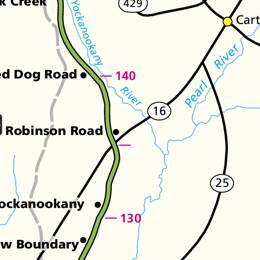 429
k Creek
Cart
Yockanookany
River
ed Dog Road
140
Pearl River
16
Robinson Road
25
ockanookany
130
w Boundary